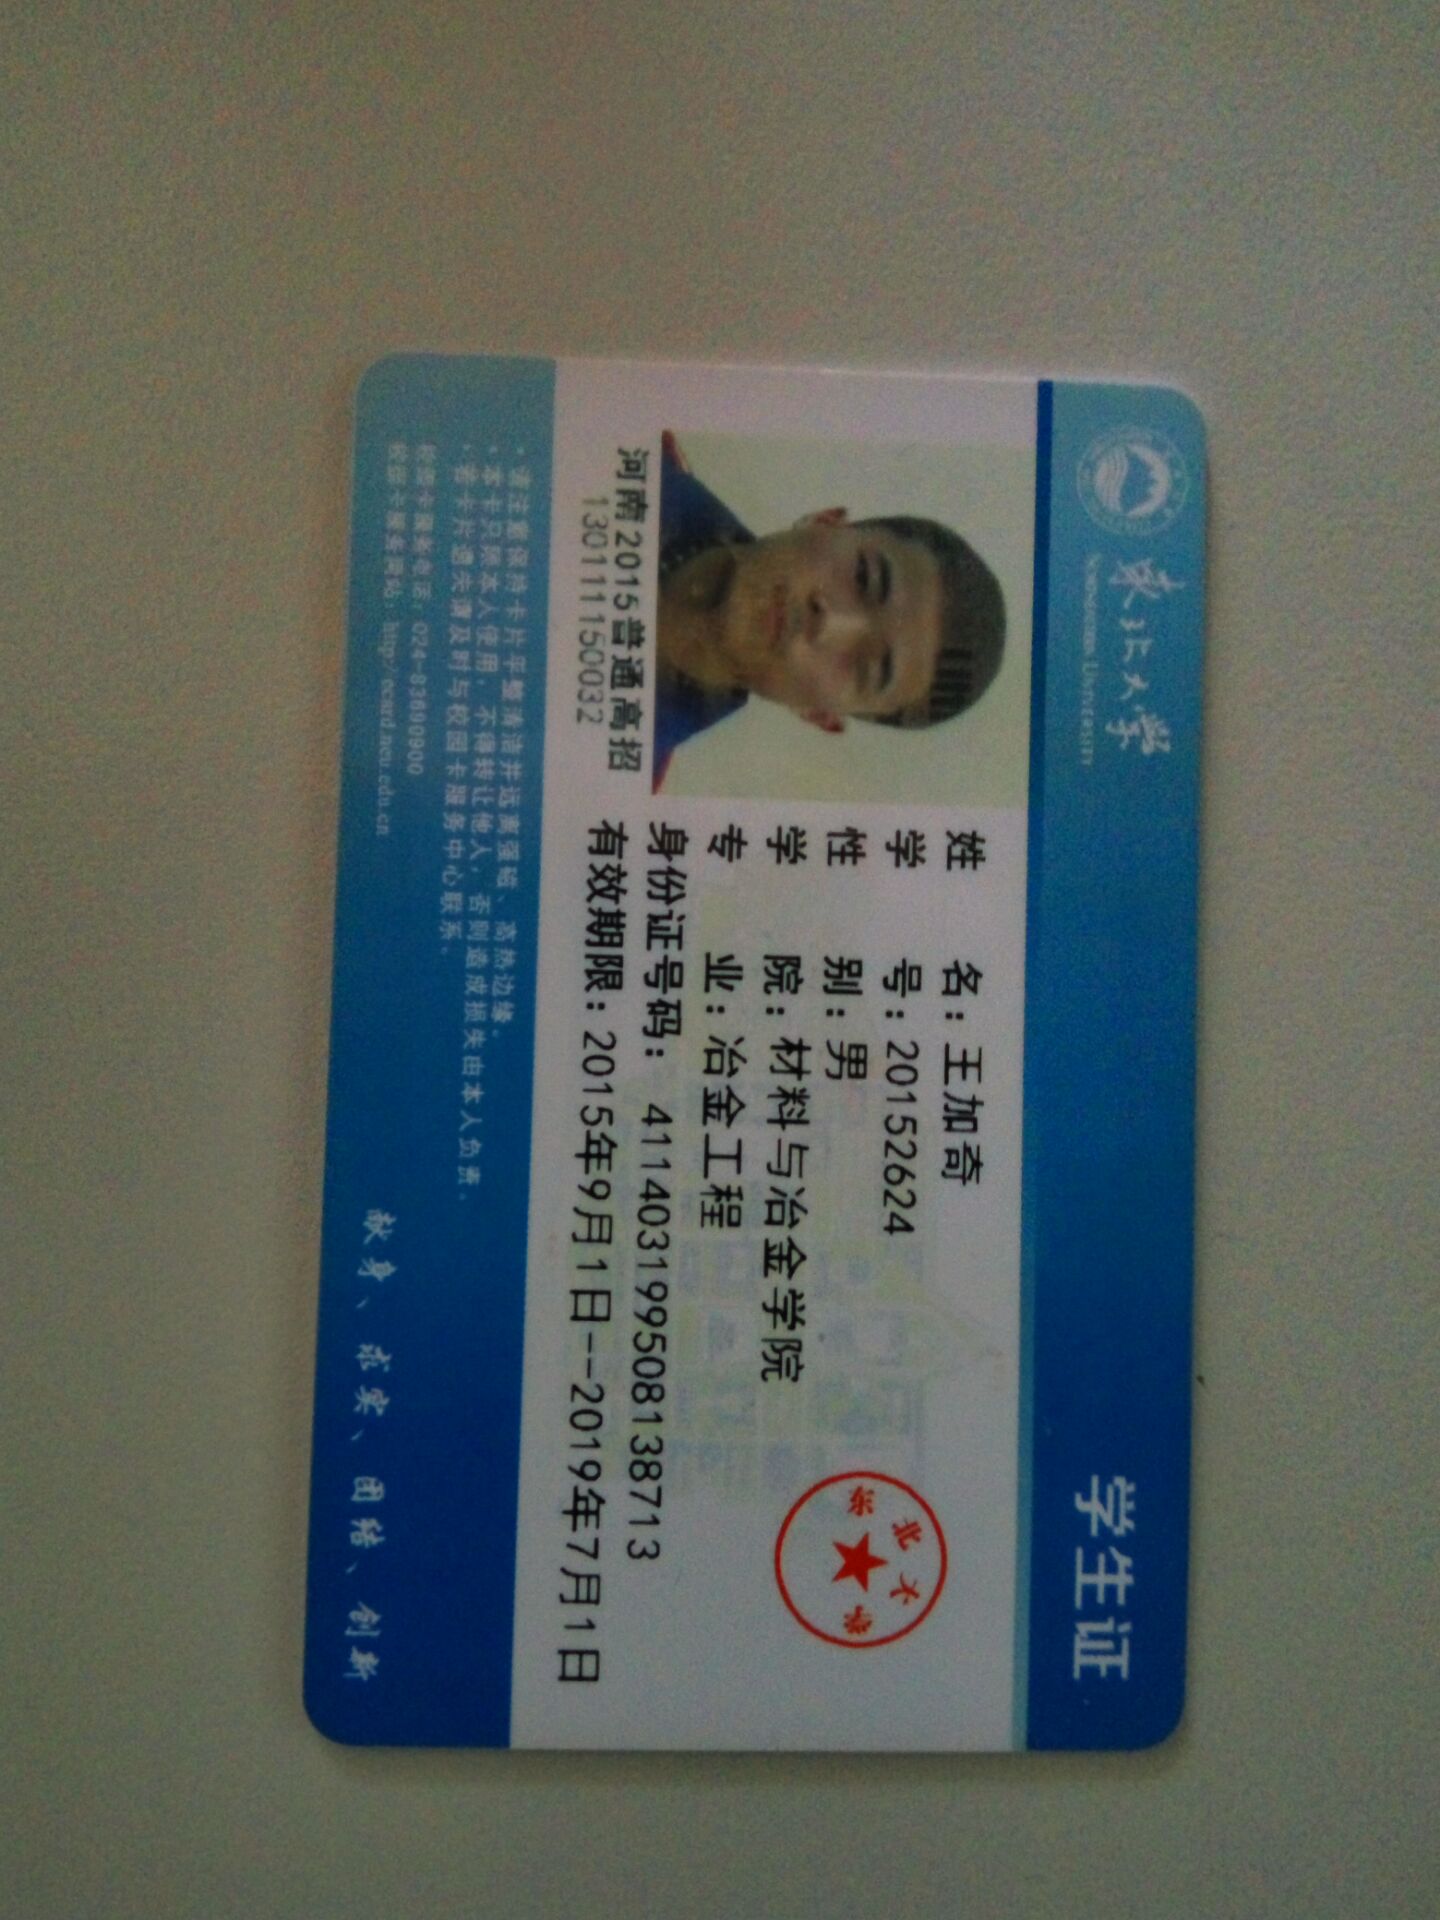 东北大学
NORTHEASTERN UNIVERSITY
学生证
姓 名：王加奇
学 号：20152624
性 别：男
学 院：材料与冶金学院
专 业：冶金工程
身份证号码：411403199508138713
有效期限：2015年9月1日--2019年7月1日
河南2015普通高招
130111150032
东北大学
·请注意保持卡片平整清洁并远离强磁、高热边缘。
·本卡只限本人使用，不得转让他人，否则造成损失由本人负责。
·若卡片遗失请及时与校园卡服务中心联系。
校园卡服务电话：024-83690900
校园卡服务网站：http://ecard.neu.edu.cn
献身、求实、团结、创新